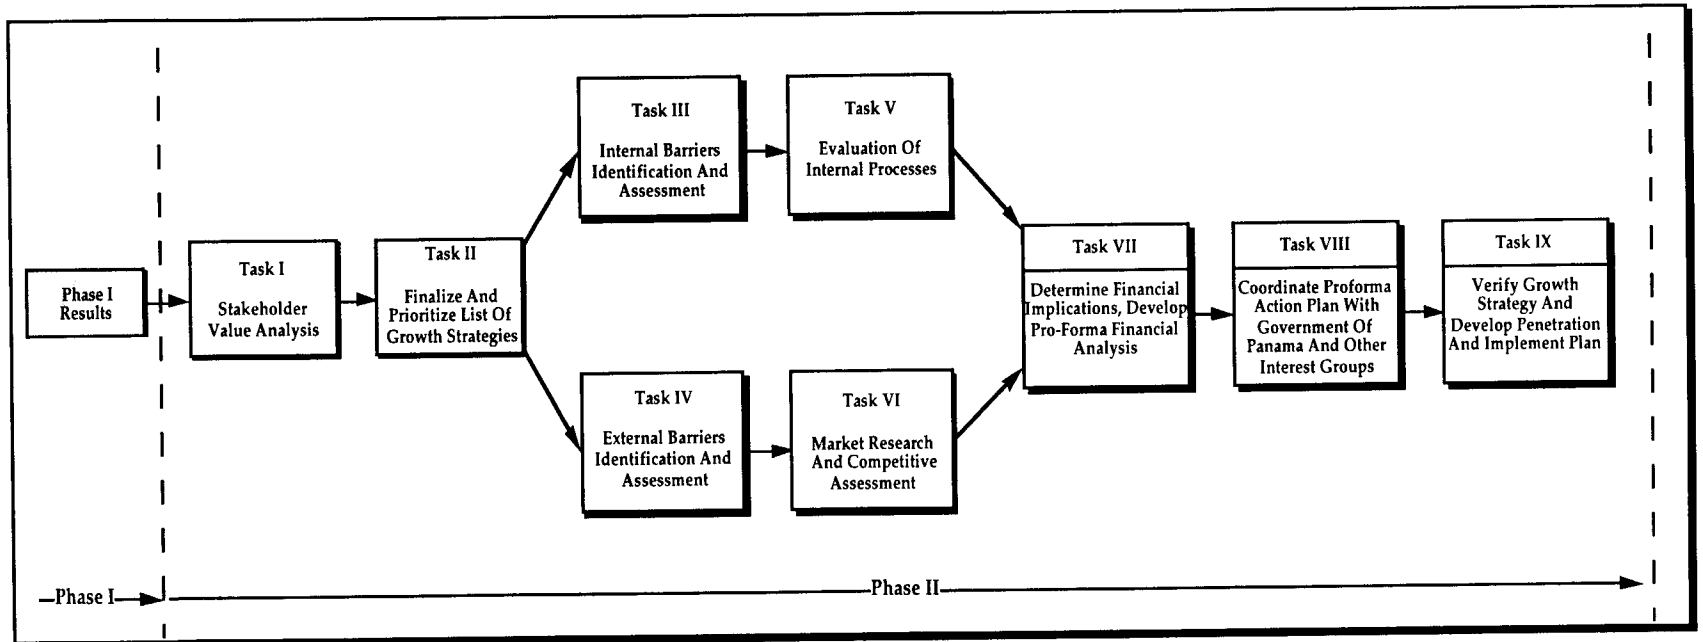 Phase I
Results
Task I
Stakeholder
Value Analysis
Task II
Finalize And
Prioritize List Of
Growth Strategies
Task III
Internal Barriers
Identification And
Assessment
Task V
Evaluation Of
Internal Processes
Task IV
External Barriers
Identification And
Assessment
Task VI
Market Research
And Competitive
Assessment
Task VII
Determine Financial
Implications, Develop
Pro-Forma Financial
Analysis
Task VIII
Coordinate Proforma
Action Plan With
Government Of
Panama And Other
Interest Groups
Task IX
Verify Growth
Strategy And
Develop Penetration
And Implement Plan
Phase I
Phase II